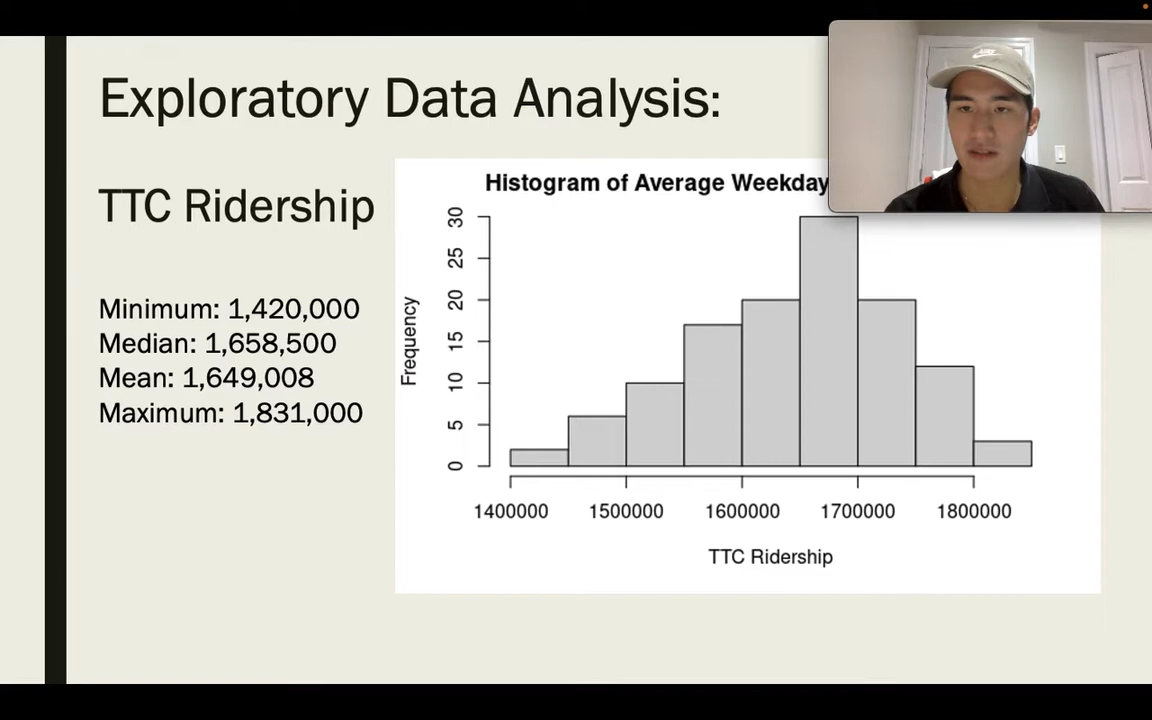 Exploratory Data Analysis:
TTC Ridership
Minimum: 1,420,000
Median: 1,658,500
Mean: 1,649,008
Maximum: 1,831,000
Histogram of Average Weekday
Frequency
30
25
20
15
10
5
0
1400000 1500000 1600000 1700000 1800000
TTC Ridership